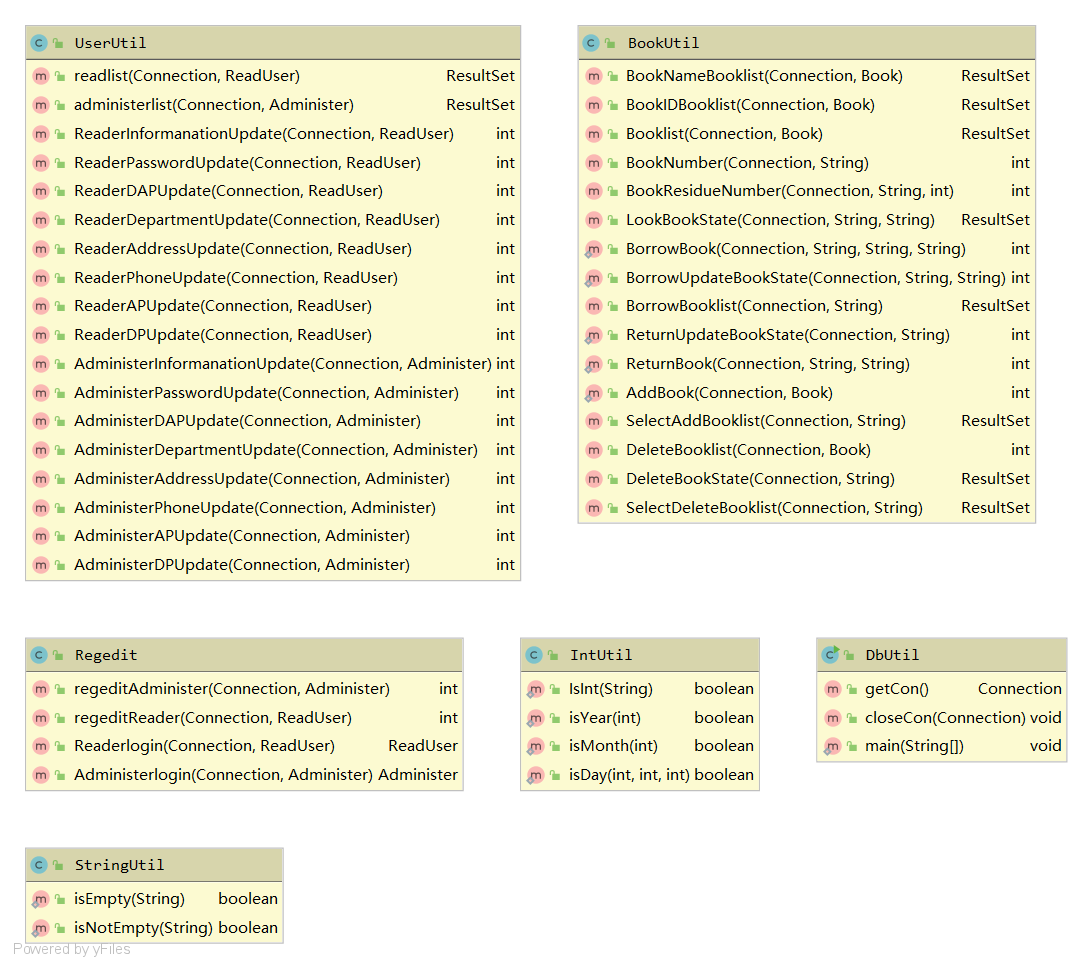 UserUtil
readlist(Connection, ReadUser) ResultSet
administerlist(Connection, Administer) ResultSet
ReaderInformanationUpdate(Connection, ReadUser) int
ReaderPasswordUpdate(Connection, ReadUser) int
ReaderDAPUpdate(Connection, ReadUser) int
ReaderDepartmentUpdate(Connection, ReadUser) int
ReaderAddressUpdate(Connection, ReadUser) int
ReaderPhoneUpdate(Connection, ReadUser) int
ReaderAPUpdate(Connection, ReadUser) int
ReaderDPUpdate(Connection, ReadUser) int
AdministerInformanationUpdate(Connection, Administer) int
AdministerPasswordUpdate(Connection, Administer) int
AdministerDAPUpdate(Connection, Administer) int
AdministerDepartmentUpdate(Connection, Administer) int
AdministerAddressUpdate(Connection, Administer) int
AdministerPhoneUpdate(Connection, Administer) int
AdministerAPUpdate(Connection, Administer) int
AdministerDPUpdate(Connection, Administer) int
BookUtil
BookNameBooklist(Connection, Book) ResultSet
BookIDBooklist(Connection, Book) ResultSet
Booklist(Connection, Book) ResultSet
BookNumber(Connection, String) int
BookResidueNumber(Connection, String, int) int
LookBookState(Connection, String, String) ResultSet
BorrowBook(Connection, String, String, String) int
BorrowUpdateBookState(Connection, String, String) int
BorrowBooklist(Connection, String) ResultSet
ReturnUpdateBookState(Connection, String) int
ReturnBook(Connection, String, String) int
AddBook(Connection, Book) int
SelectAddBooklist(Connection, String) ResultSet
DeleteBooklist(Connection, Book) int
DeleteBookState(Connection, String) ResultSet
SelectDeleteBooklist(Connection, String) ResultSet
Regedit
regeditAdminister(Connection, Administer) int
regeditReader(Connection, ReadUser) int
Readerlogin(Connection, ReadUser) ReadUser
Administerlogin(Connection, Administer) Administer
IntUtil
IsInt(String) boolean
isYear(int) boolean
isMonth(int) boolean
isDay(int, int, int) boolean
DbUtil
getCon() Connection
closeCon(Connection) void
main(String[]) void
StringUtil
isEmpty(String) boolean
isNotEmpty(String) boolean
Powered by yFiles